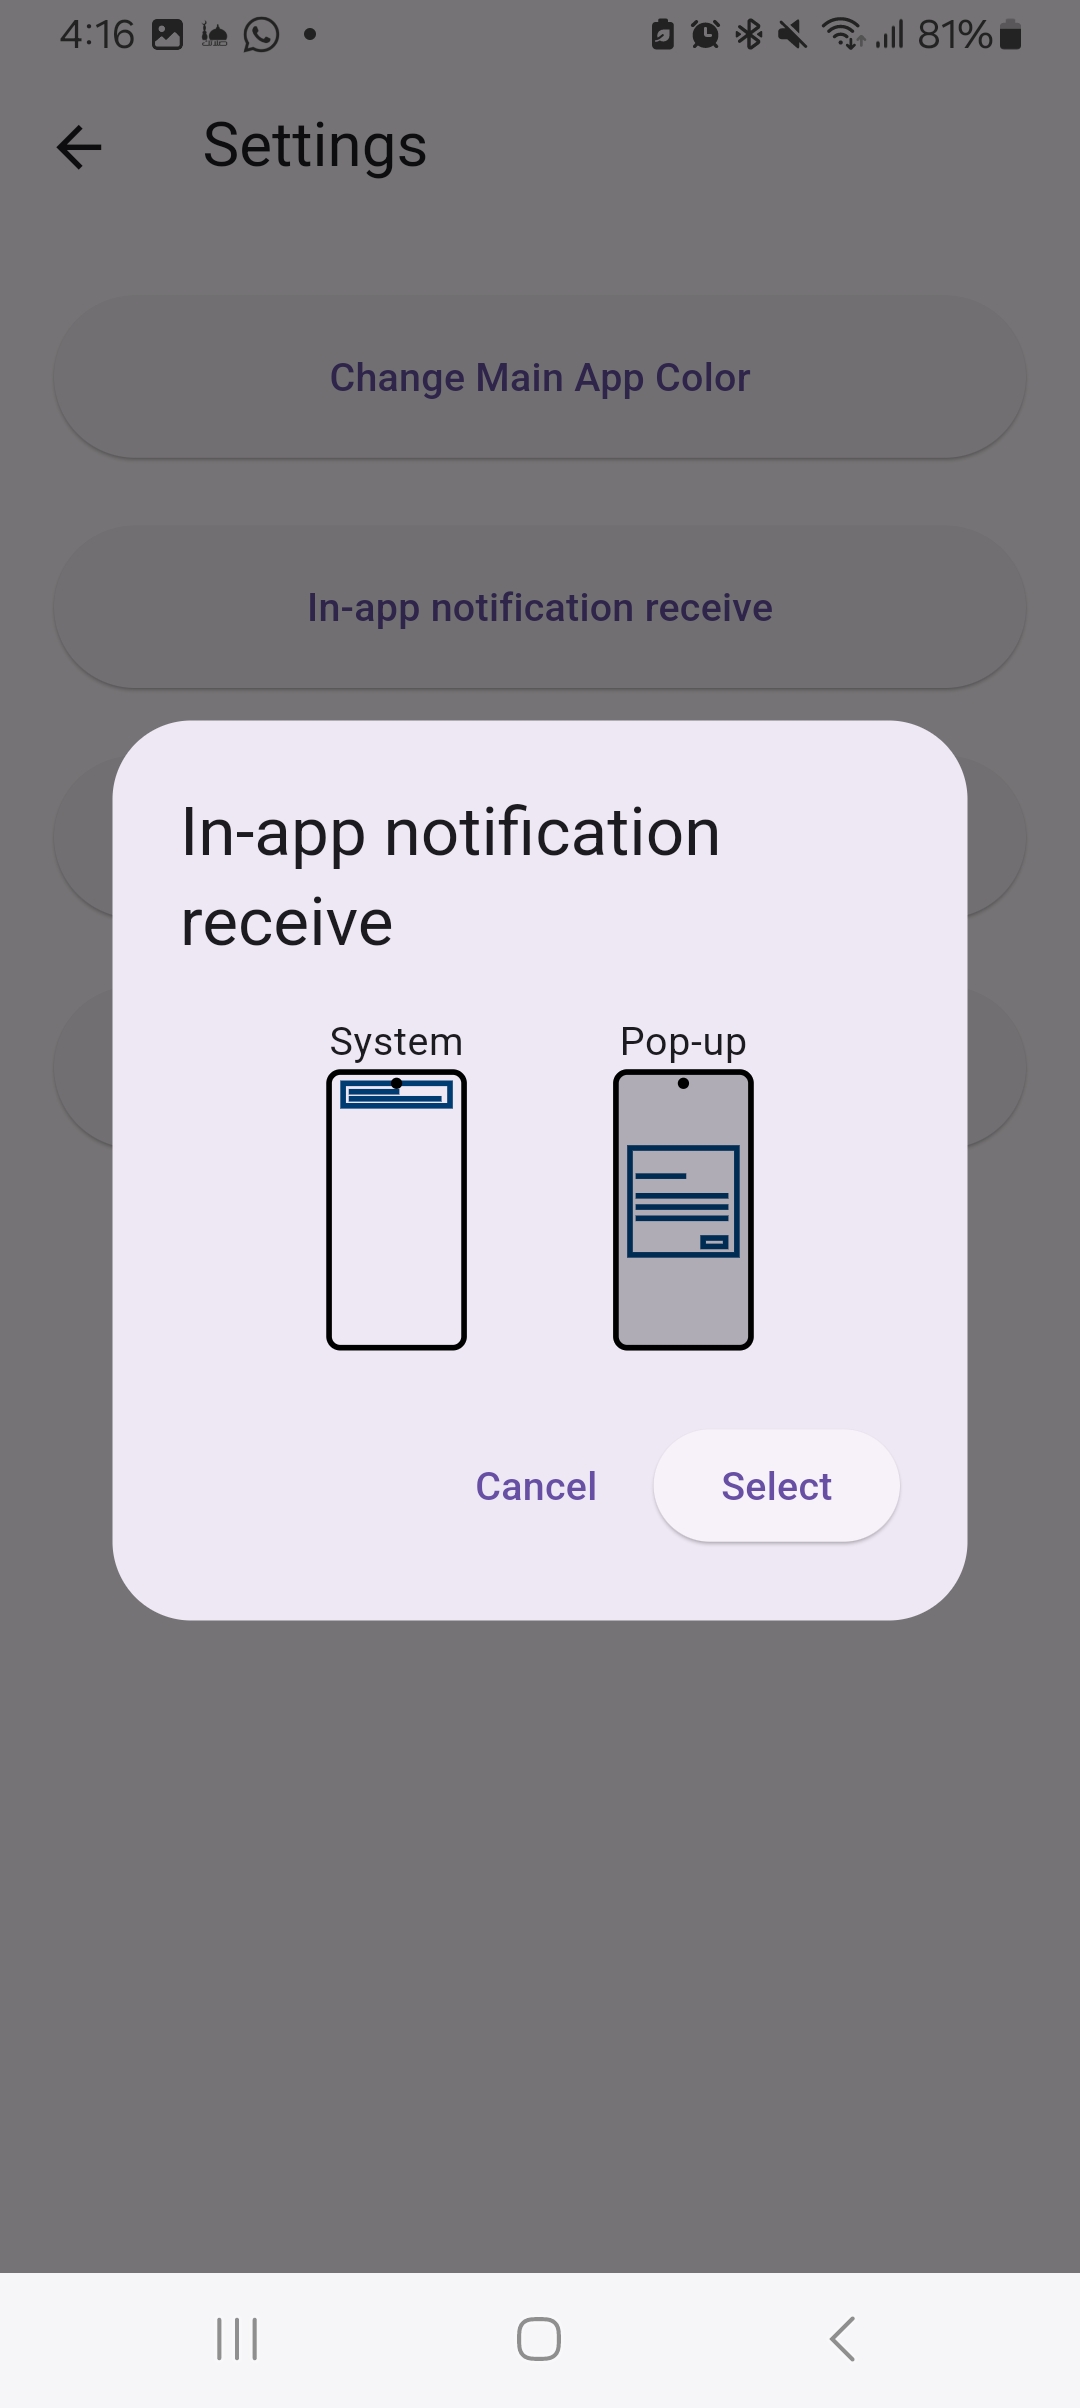 4:16
81%
Settings
Change Main App Color
In-app notification receive
In-app notification
receive
System
Pop-up
Cancel
Select